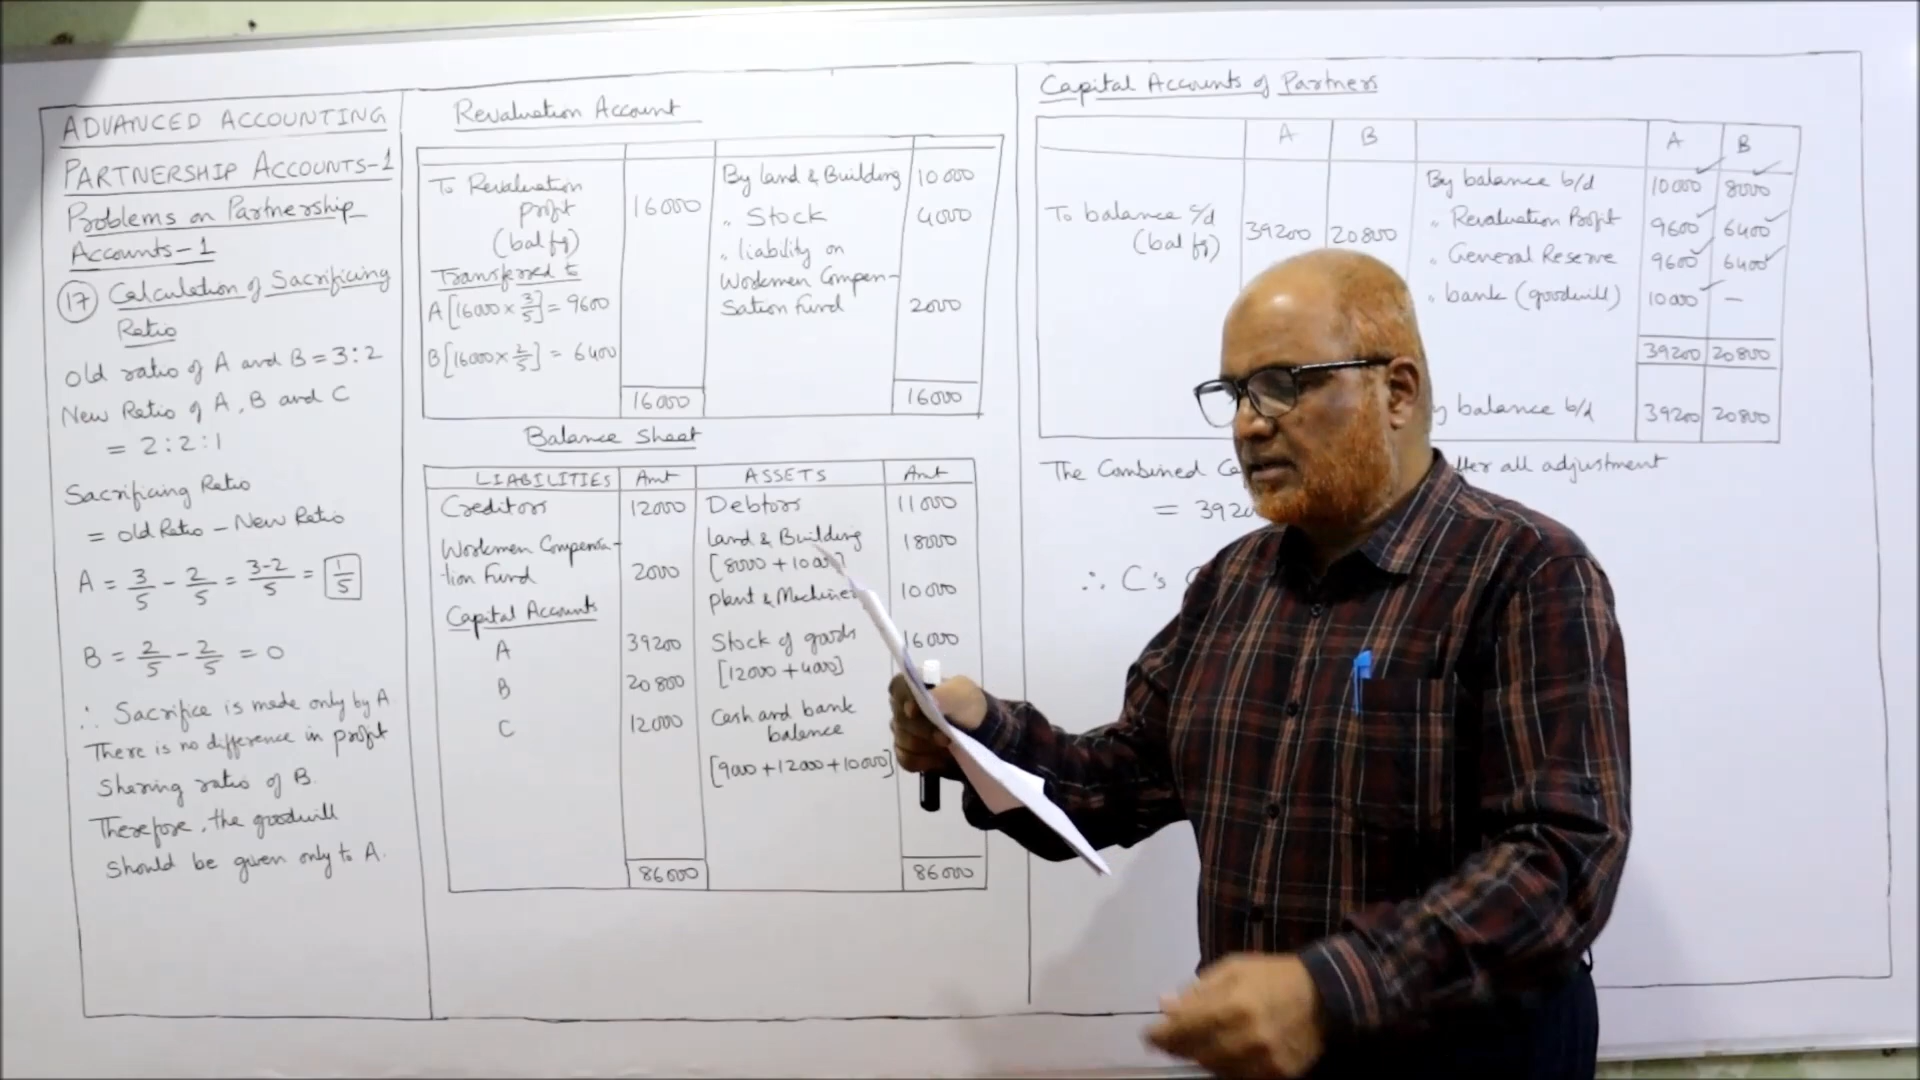 ADVANCED ACCOUNTING
PARTNERSHIP ACCOUNTS-1
Problems on Partnership
Accounts-1
17 Calculation of Sacrificing
Ratio
Old ratio of A and B = 3:2
New Ratio of A, B and C
= 2:2:1
Sacrificing Ratio
= Old Ratio - New Ratio
A = 3/5 - 2/5 = 3-2/5 = 1/5
B = 2/5 - 2/5 = 0
∴ Sacrifice is made only by A.
There is no difference in profit
sharing ratio of B.
Therefore, the goodwill
should be given only to A.
Revaluation Account
To Revaluation
profit
(bal fg)
16000
Transferred to
A [16000 × 3/5] = 9600
B [16000 × 2/5] = 6400
16000
By land & Building 10000
" Stock 4000
" liability on
Workmen Compen-
sation Fund 2000
16000
Balance Sheet
LIABILITIES Amt ASSETS Amt
Creditors 12000
Workmen Compensa-
tion Fund 2000
Capital Accounts
A 39200
B 20800
C 12000
86000
Debtors 11000
Land & Building 18000
[8000 + 10000]
Plant & Machine 10000
Stock of goods 16000
[12000 + 4000]
Cash and bank
balance
[9000 + 12000 + 10000]
86000
Capital Accounts of Partners
A B A B
To balance c/d
(bal fg)
39200 20800
By balance b/d 10000 8000
" Revaluation Profit 9600 6400
" General Reserve 9600 6400
" bank (goodwill) 10000 —
39200 20800
y balance b/d 39200 20800
The Combined Ca
fter all adjustment
= 392
∴ C's